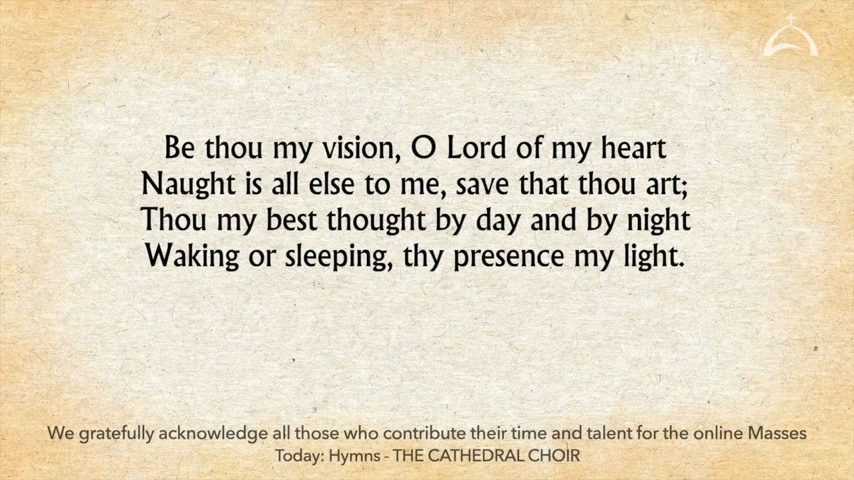 Be thou my vision, O Lord of my heart
Naught is all else to me, save that thou art;
Thou my best thought by day and by night
Waking or sleeping, thy presence my light.
We gratefully acknowledge all those who contribute their time and talent for the online Masses
Today: Hymns - THE CATHEDRAL CHOIR